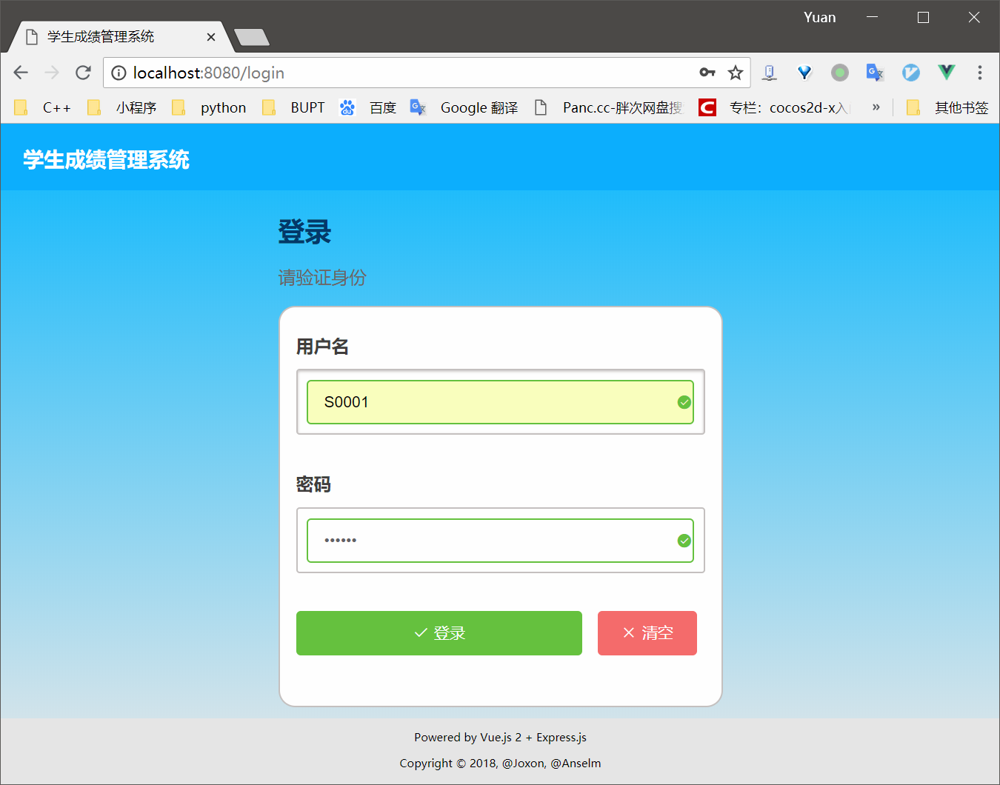 Yuan
学生成绩管理系统
localhost:8080/login
C++ 小程序 python BUPT 百度 Google 翻译 Panc.cc-胖次网盘搜 专栏：cocos2d-x入 » 其他书签
学生成绩管理系统
登录
请验证身份
用户名
S0001
密码
••••••
登录 清空
Powered by Vue.js 2 + Express.js
Copyright © 2018, @Joxon, @Anselm